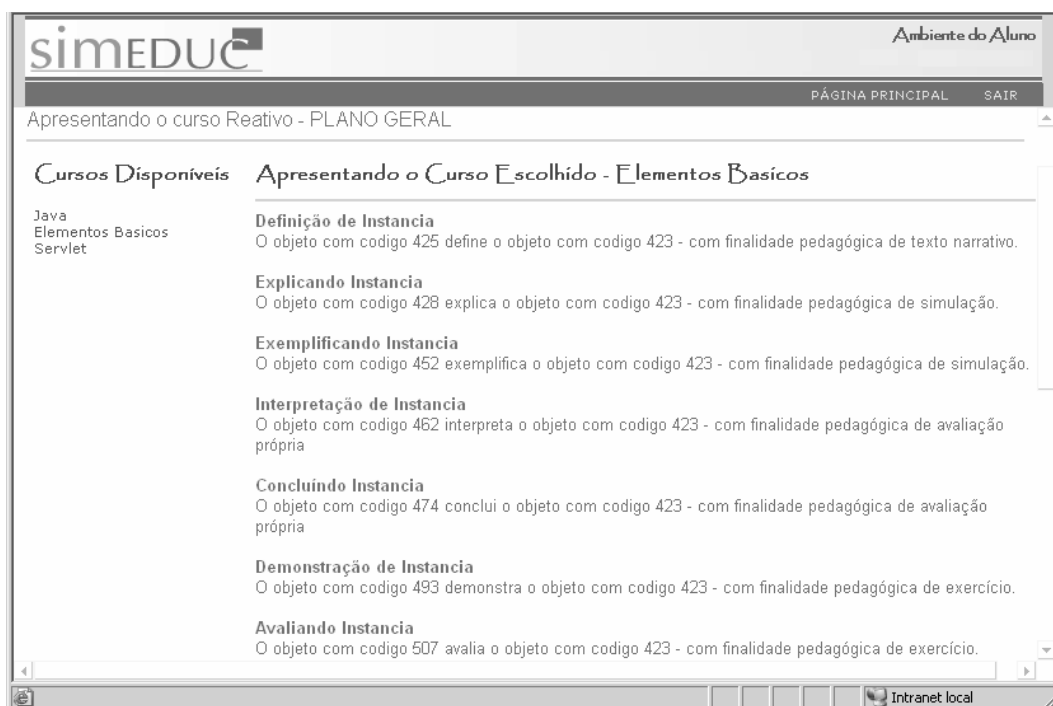 simEDUC
Ambiente do Aluno
PÁGINA PRINCIPAL SAIR
Apresentando o curso Reativo - PLANO GERAL
Cursos Disponíveis
Java
Elementos Basicos
Servlet
Apresentando o Curso Escolhido - Elementos Basicos
Definição de Instancia
O objeto com codigo 425 define o objeto com codigo 423 - com finalidade pedagógica de texto narrativo.
Explicando Instancia
O objeto com codigo 428 explica o objeto com codigo 423 - com finalidade pedagógica de simulação.
Exemplificando Instancia
O objeto com codigo 452 exemplifica o objeto com codigo 423 - com finalidade pedagógica de simulação.
Interpretação de Instancia
O objeto com codigo 462 interpreta o objeto com codigo 423 - com finalidade pedagógica de avaliação
própria
Concluíndo Instancia
O objeto com codigo 474 conclui o objeto com codigo 423 - com finalidade pedagógica de avaliação
própria
Demonstração de Instancia
O objeto com codigo 493 demonstra o objeto com codigo 423 - com finalidade pedagógica de exercício.
Avaliando Instancia
O objeto com codigo 507 avalia o objeto com codigo 423 - com finalidade pedagógica de exercício.
Intranet local